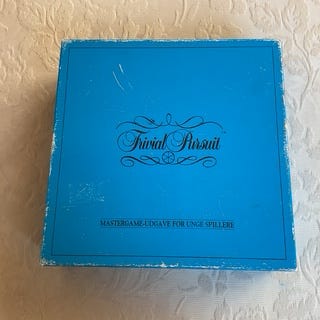 Trivial Pursuit
MASTERGAME-UDGAVE FOR UNGE SPILLERE